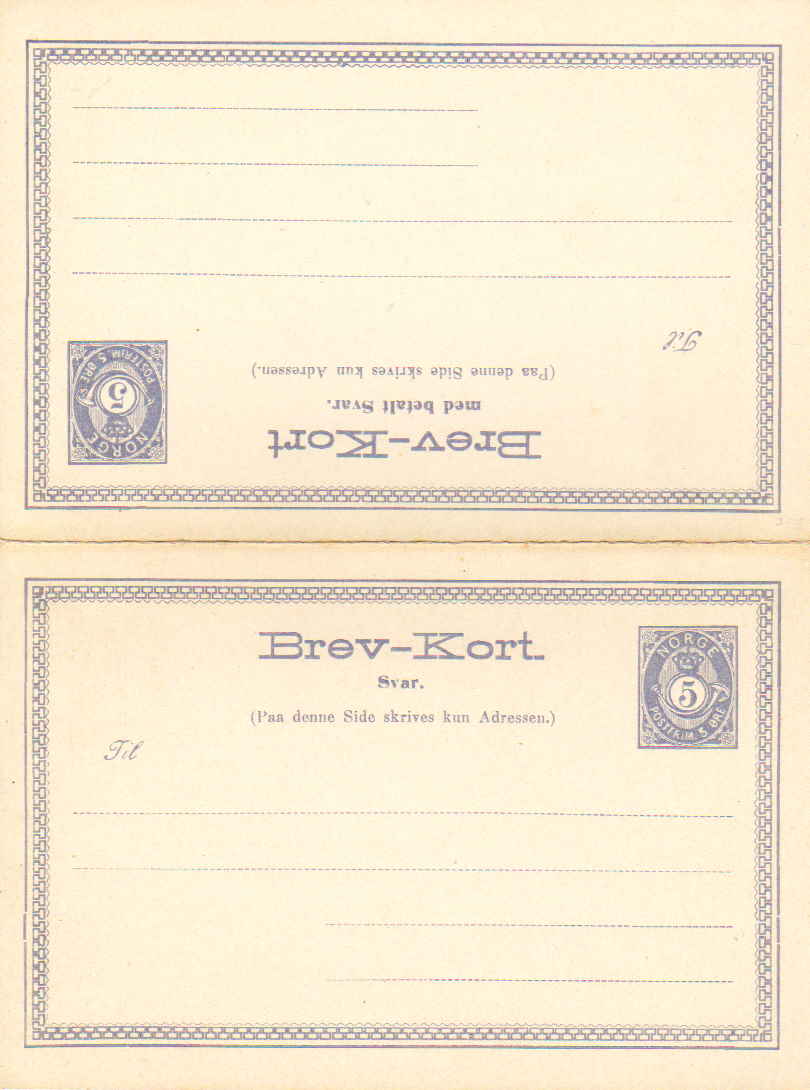 Brev-Kort
med betalt Svar.
(Paa denne Side skrives kun Adressen.)
NORGE
5
POSTFRIM. 5 ØRE
Til
Brev-Kort.
Svar.
(Paa denne Side skrives kun Adressen.)
NORGE
5
POSTFRIM. 5 ØRE
Til